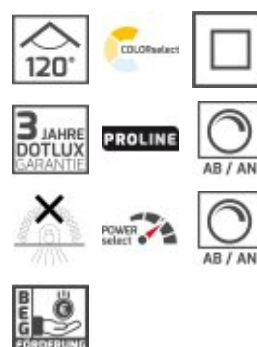 120°
COLORselect
3 JAHRE
DOTLUX
GARANTIE
PROLINE
AB / AN
POWER
select
AB / AN
BEG
FÖRDERUNG